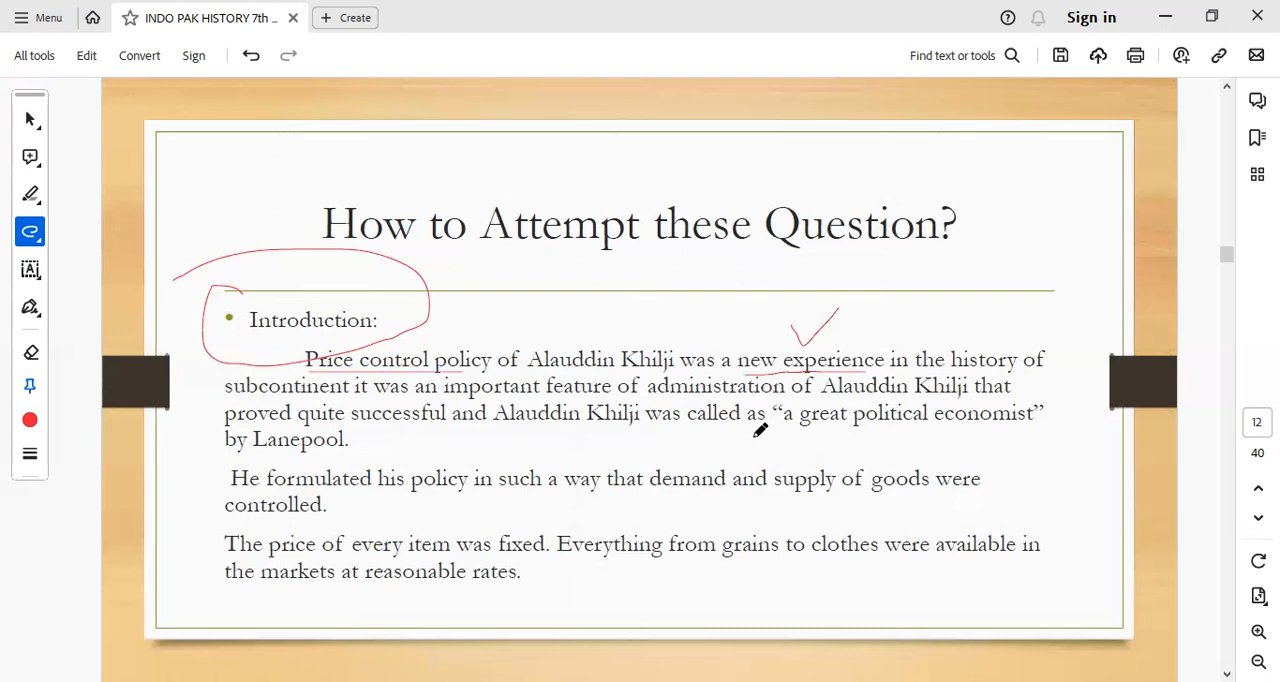 Menu
INDO PAK HISTORY 7th ...
Create
Sign in
All tools Edit Convert Sign
Find text or tools
How to Attempt these Question?
• Introduction:
Price control policy of Alauddin Khilji was a new experience in the history of
subcontinent it was an important feature of administration of Alauddin Khilji that
proved quite successful and Alauddin Khilji was called as “a great political economist”
by Lanepool.
He formulated his policy in such a way that demand and supply of goods were
controlled.
The price of every item was fixed. Everything from grains to clothes were available in
the markets at reasonable rates.
12
40